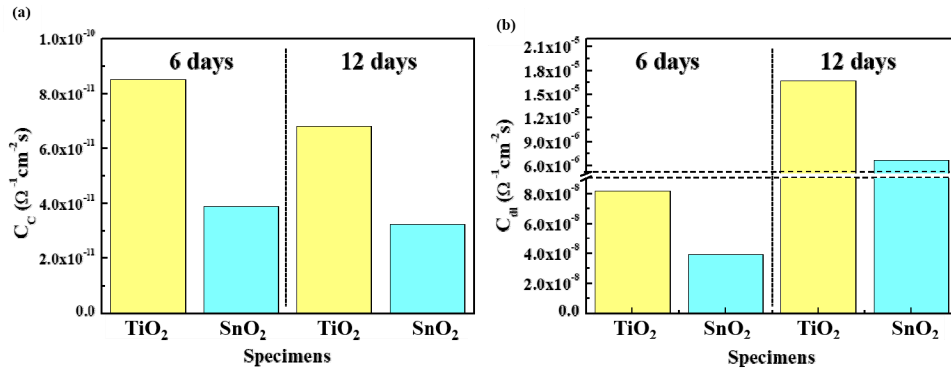 (a)
1.0x10⁻¹⁰
8.0x10⁻¹¹
6.0x10⁻¹¹
4.0x10⁻¹¹
2.0x10⁻¹¹
0.0
C_C (Ω⁻¹cm⁻²s)
6 days
12 days
TiO₂ SnO₂ TiO₂ SnO₂
Specimens
(b)
2.1x10⁻⁵
1.8x10⁻⁵
1.5x10⁻⁵
1.2x10⁻⁵
9.0x10⁻⁶
6.0x10⁻⁶
8.0x10⁻⁸
6.0x10⁻⁸
4.0x10⁻⁸
2.0x10⁻⁸
0.0
C_dl (Ω⁻¹cm⁻²s)
6 days
12 days
TiO₂ SnO₂ TiO₂ SnO₂
Specimens